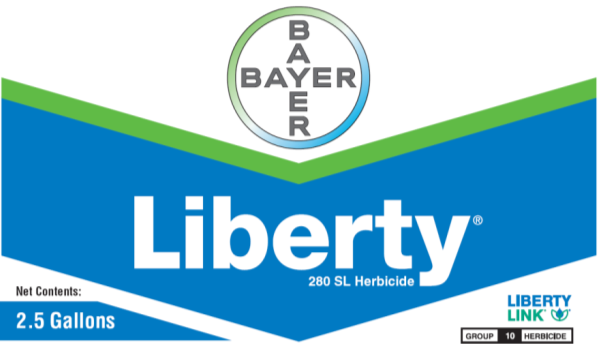 BAYER
BAYER
Liberty®
280 SL Herbicide
Net Contents:
2.5 Gallons
LIBERTY
LINK®
GROUP 10 HERBICIDE